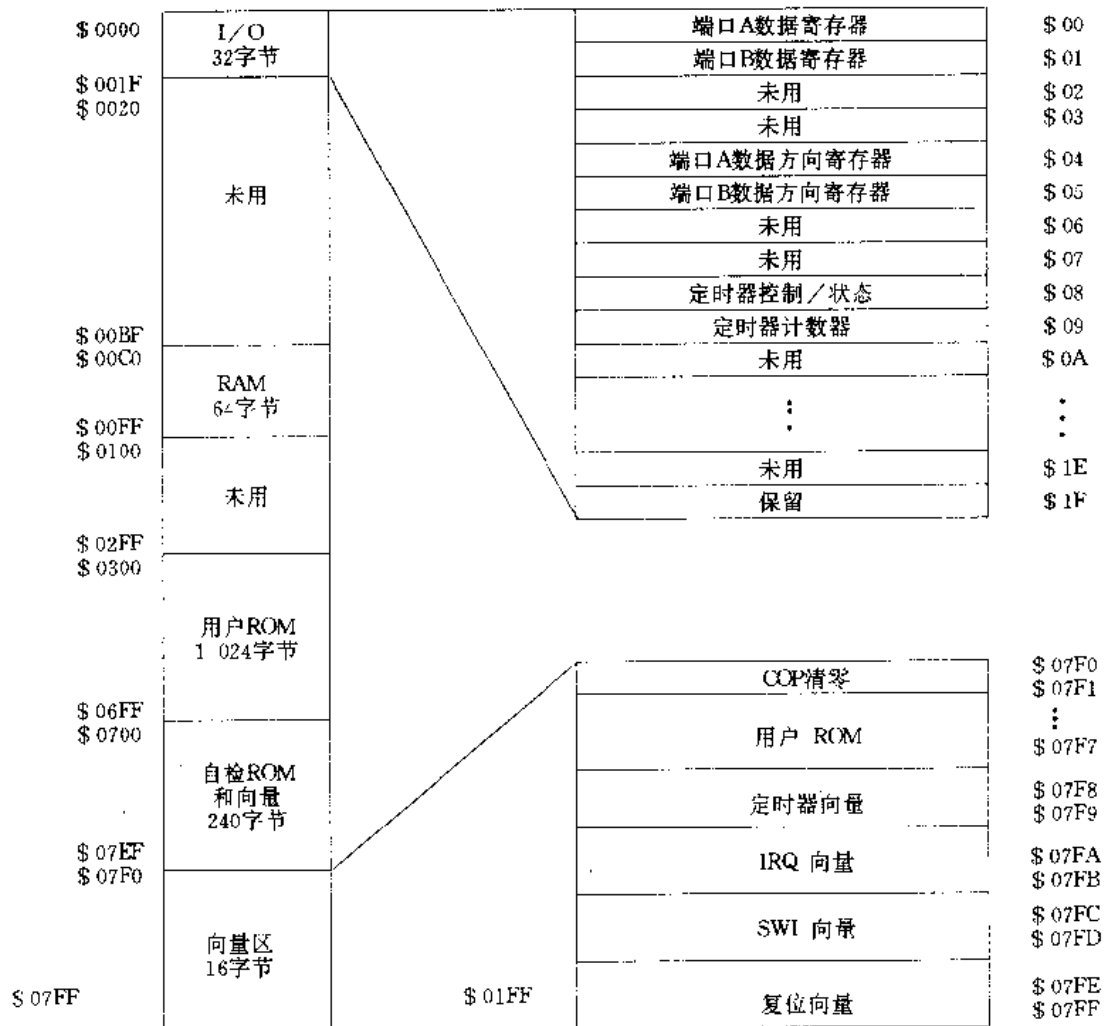 $ 0000
I/O
32字节
$ 001F
$ 0020
未用
$ 00BF
$ 00C0
RAM
64字节
$ 00FF
$ 0100
未用
$ 02FF
$ 0300
用户ROM
1 024字节
$ 06FF
$ 0700
自检ROM
和向量
240字节
$ 07EF
$ 07F0
向量区
16字节
$ 07FF
端口A数据寄存器 $ 00
端口B数据寄存器 $ 01
未用 $ 02
未用 $ 03
端口A数据方向寄存器 $ 04
端口B数据方向寄存器 $ 05
未用 $ 06
未用 $ 07
定时器控制/状态 $ 08
定时器计数器 $ 09
未用 $ 0A
未用 $ 1E
保留 $ 1F
COP清零
$ 07F0
$ 07F1
用户 ROM
$ 07F7
定时器向量
$ 07F8
$ 07F9
IRQ 向量
$ 07FA
$ 07FB
SWI 向量
$ 07FC
$ 07FD
$ 01FF
复位向量
$ 07FE
$ 07FF